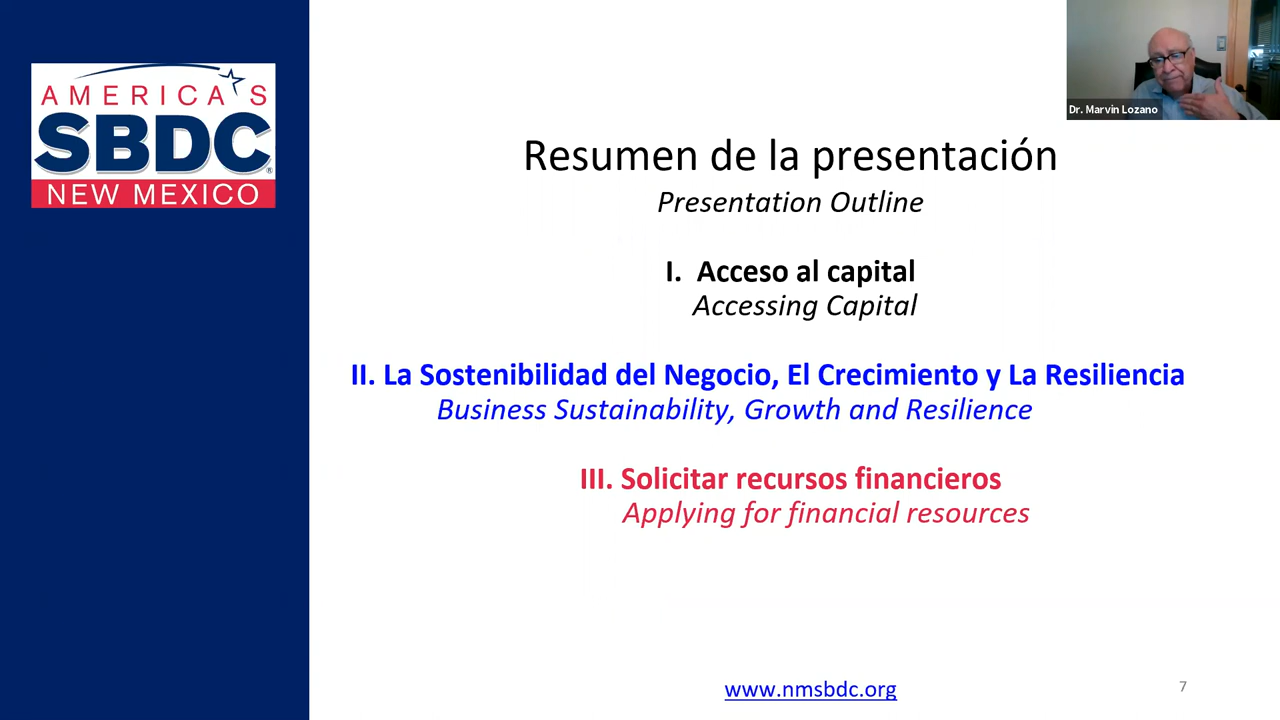 AMERICA'S
SBDC®
NEW MEXICO
Dr. Marvin Lozano
Resumen de la presentación
Presentation Outline
I. Acceso al capital
Accessing Capital
II. La Sostenibilidad del Negocio, El Crecimiento y La Resiliencia
Business Sustainability, Growth and Resilience
III. Solicitar recursos financieros
Applying for financial resources
www.nmsbdc.org
7